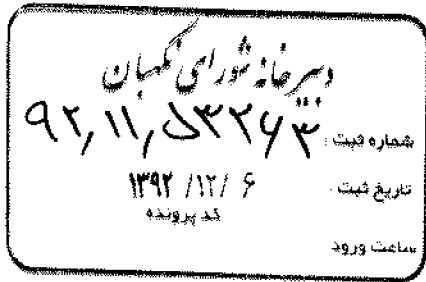 دبیرخانه شورای نگهبان
شماره ثبت: ۹۲,۱۱,۵۳۲۶۳
تاریخ ثبت: ۱۳۹۲/۱۲/۶
کد پرونده
ساعت ورود